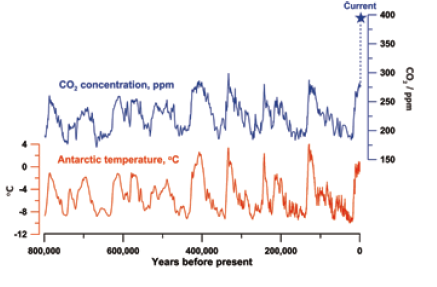 Current
400
350
300
250
200
150
CO2 / ppm
CO2 concentration, ppm
Antarctic temperature, °C
4
0
-4
-8
-12
°C
800,000
600,000
400,000
200,000
0
Years before present